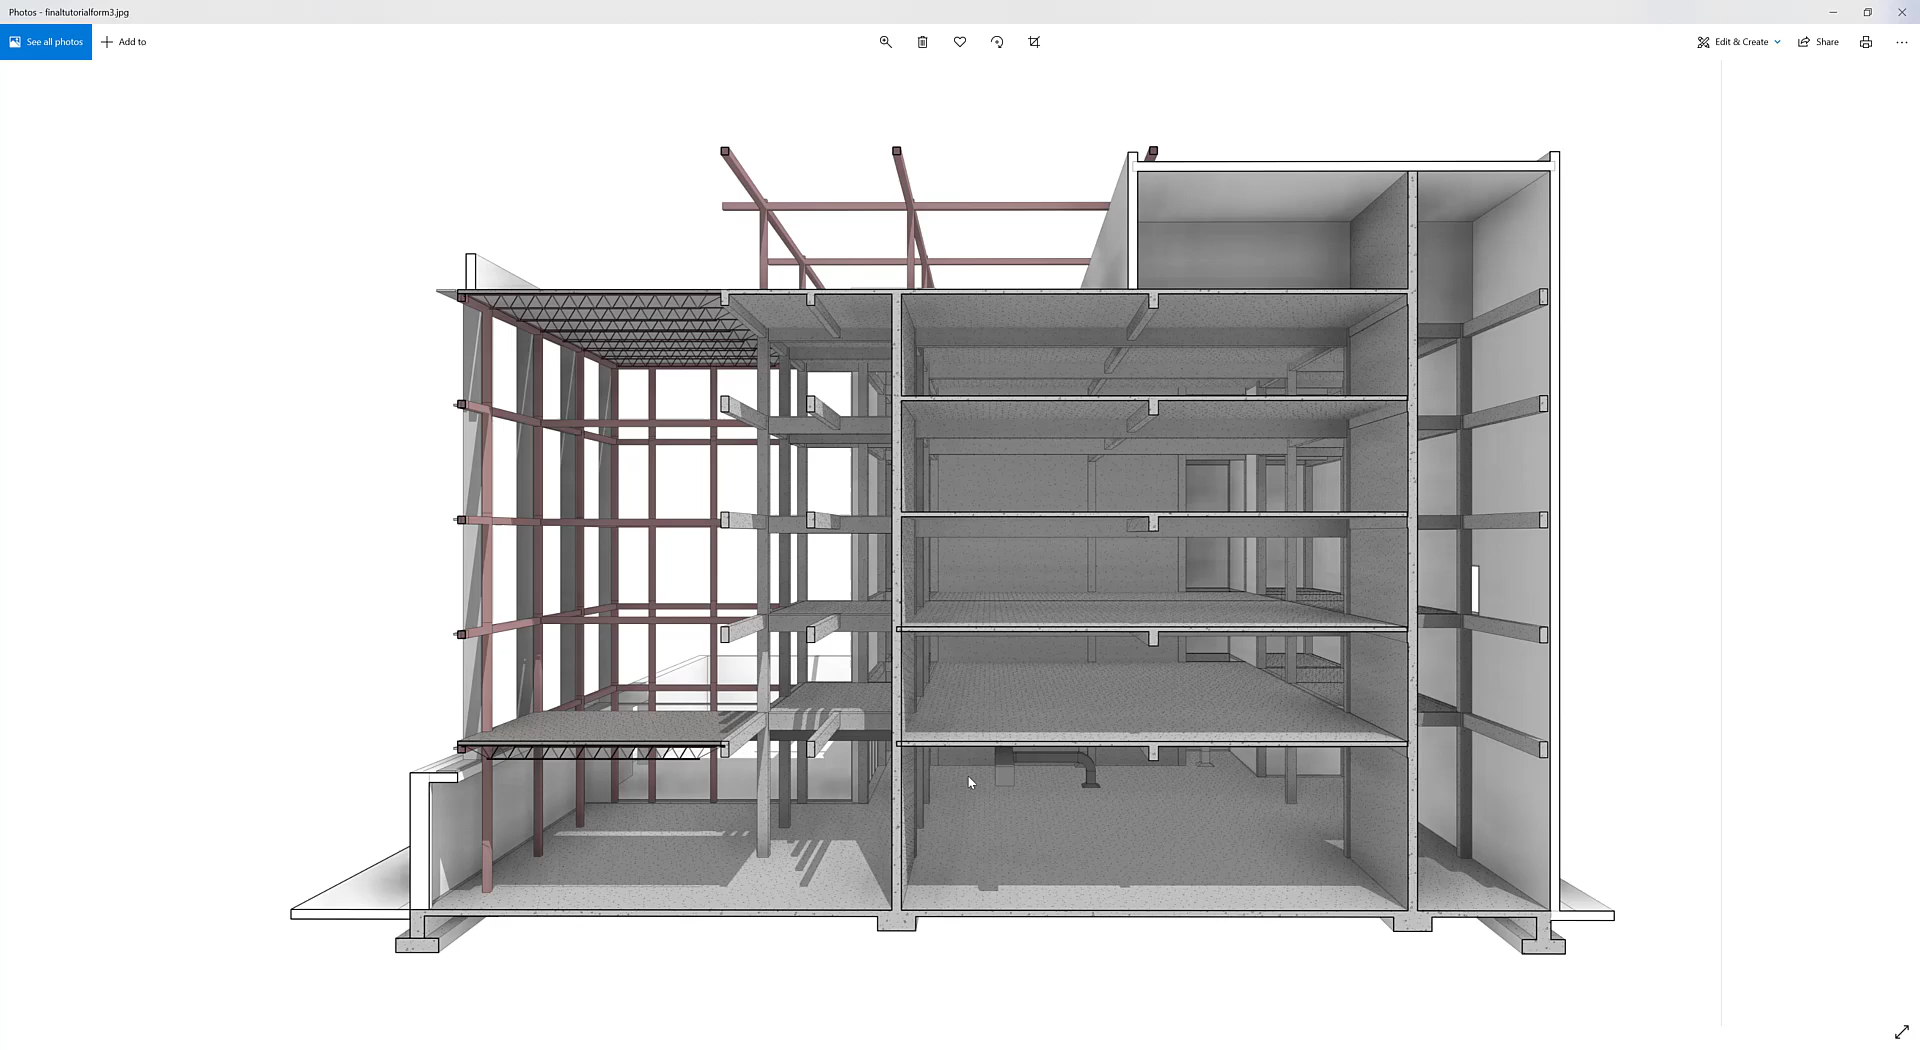 Photos - finaltutorialform3.jpg
See all photos
Add to
Edit & Create
Share